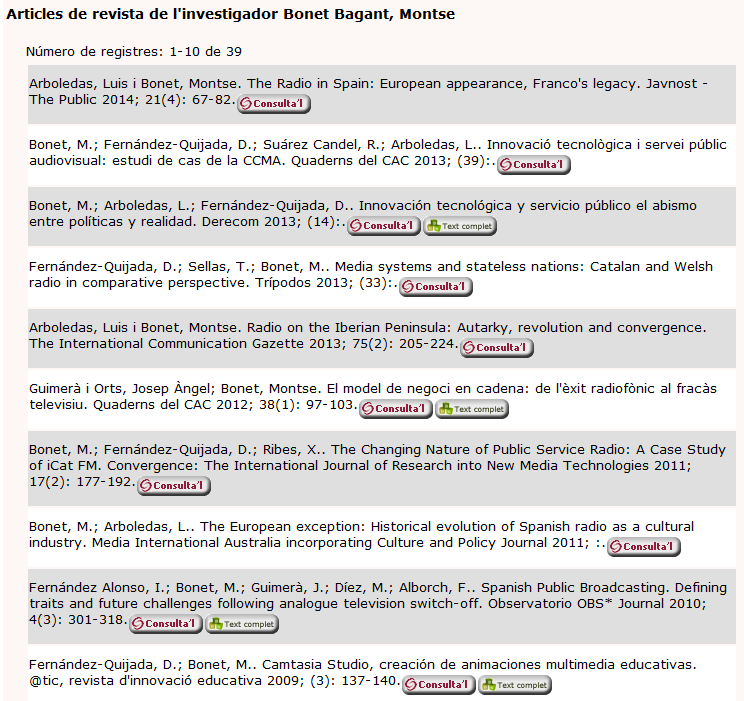 Articles de revista de l'investigador Bonet Bagant, Montse
Número de registres: 1-10 de 39
Arboledas, Luis i Bonet, Montse. The Radio in Spain: European appearance, Franco's legacy. Javnost -
The Public 2014; 21(4): 67-82. Consulta'l
Bonet, M.; Fernández-Quijada, D.; Suárez Candel, R.; Arboledas, L.. Innovació tecnològica i servei públic
audiovisual: estudi de cas de la CCMA. Quaderns del CAC 2013; (39):. Consulta'l
Bonet, M.; Arboledas, L.; Fernández-Quijada, D.. Innovación tecnológica y servicio público el abismo
entre políticas y realidad. Derecom 2013; (14):. Consulta'l Text complet
Fernández-Quijada, D.; Sellas, T.; Bonet, M.. Media systems and stateless nations: Catalan and Welsh
radio in comparative perspective. Trípodos 2013; (33):. Consulta'l
Arboledas, Luis i Bonet, Montse. Radio on the Iberian Peninsula: Autarky, revolution and convergence.
The International Communication Gazette 2013; 75(2): 205-224. Consulta'l
Guimerà i Orts, Josep Àngel; Bonet, Montse. El model de negoci en cadena: de l'èxit radiofònic al fracàs
televisiu. Quaderns del CAC 2012; 38(1): 97-103. Consulta'l Text complet
Bonet, M.; Fernández-Quijada, D.; Ribes, X.. The Changing Nature of Public Service Radio: A Case Study
of iCat FM. Convergence: The International Journal of Research into New Media Technologies 2011;
17(2): 177-192. Consulta'l
Bonet, M.; Arboledas, L.. The European exception: Historical evolution of Spanish radio as a cultural
industry. Media International Australia incorporating Culture and Policy Journal 2011; :. Consulta'l
Fernández Alonso, I.; Bonet, M.; Guimerà, J.; Díez, M.; Alborch, F.. Spanish Public Broadcasting. Defining
traits and future challenges following analogue television switch-off. Observatorio OBS* Journal 2010;
4(3): 301-318. Consulta'l Text complet
Fernández-Quijada, D.; Bonet, M.. Camtasia Studio, creación de animaciones multimedia educativas.
@tic, revista d'innovació educativa 2009; (3): 137-140. Consulta'l Text complet